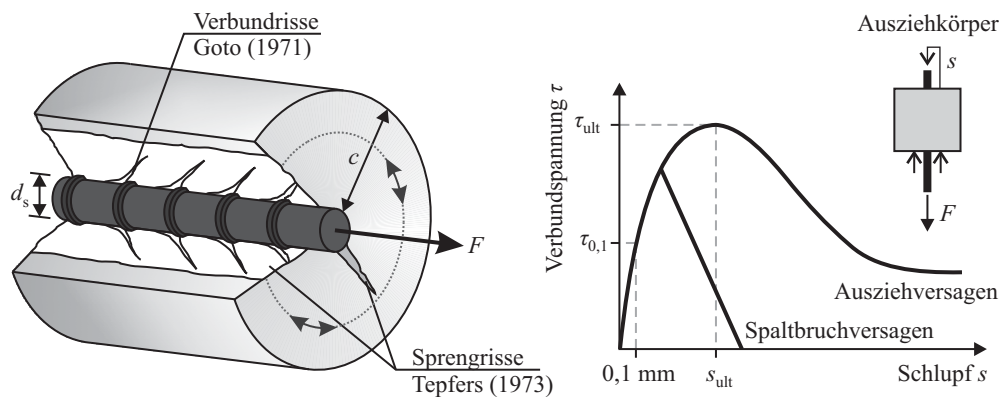 Verbundrisse
Goto (1971)
c
d_s
F
Sprengrisse
Tepfers (1973)
Ausziehkörper
s
F
Verbundspannung τ
τ_ult
τ_0,1
Ausziehversagen
Spaltbruchversagen
0,1 mm
s_ult
Schlupf s